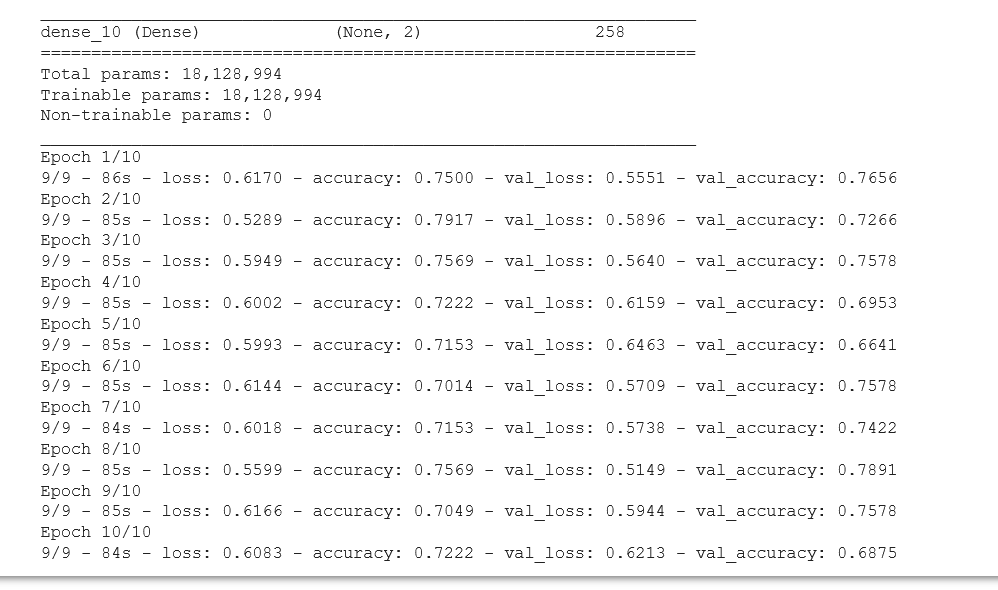 dense_10 (Dense) (None, 2) 258
=================================================================
Total params: 18,128,994
Trainable params: 18,128,994
Non-trainable params: 0
_________________________________________________________________
Epoch 1/10
9/9 - 86s - loss: 0.6170 - accuracy: 0.7500 - val_loss: 0.5551 - val_accuracy: 0.7656
Epoch 2/10
9/9 - 85s - loss: 0.5289 - accuracy: 0.7917 - val_loss: 0.5896 - val_accuracy: 0.7266
Epoch 3/10
9/9 - 85s - loss: 0.5949 - accuracy: 0.7569 - val_loss: 0.5640 - val_accuracy: 0.7578
Epoch 4/10
9/9 - 85s - loss: 0.6002 - accuracy: 0.7222 - val_loss: 0.6159 - val_accuracy: 0.6953
Epoch 5/10
9/9 - 85s - loss: 0.5993 - accuracy: 0.7153 - val_loss: 0.6463 - val_accuracy: 0.6641
Epoch 6/10
9/9 - 85s - loss: 0.6144 - accuracy: 0.7014 - val_loss: 0.5709 - val_accuracy: 0.7578
Epoch 7/10
9/9 - 84s - loss: 0.6018 - accuracy: 0.7153 - val_loss: 0.5738 - val_accuracy: 0.7422
Epoch 8/10
9/9 - 85s - loss: 0.5599 - accuracy: 0.7569 - val_loss: 0.5149 - val_accuracy: 0.7891
Epoch 9/10
9/9 - 85s - loss: 0.6166 - accuracy: 0.7049 - val_loss: 0.5944 - val_accuracy: 0.7578
Epoch 10/10
9/9 - 84s - loss: 0.6083 - accuracy: 0.7222 - val_loss: 0.6213 - val_accuracy: 0.6875